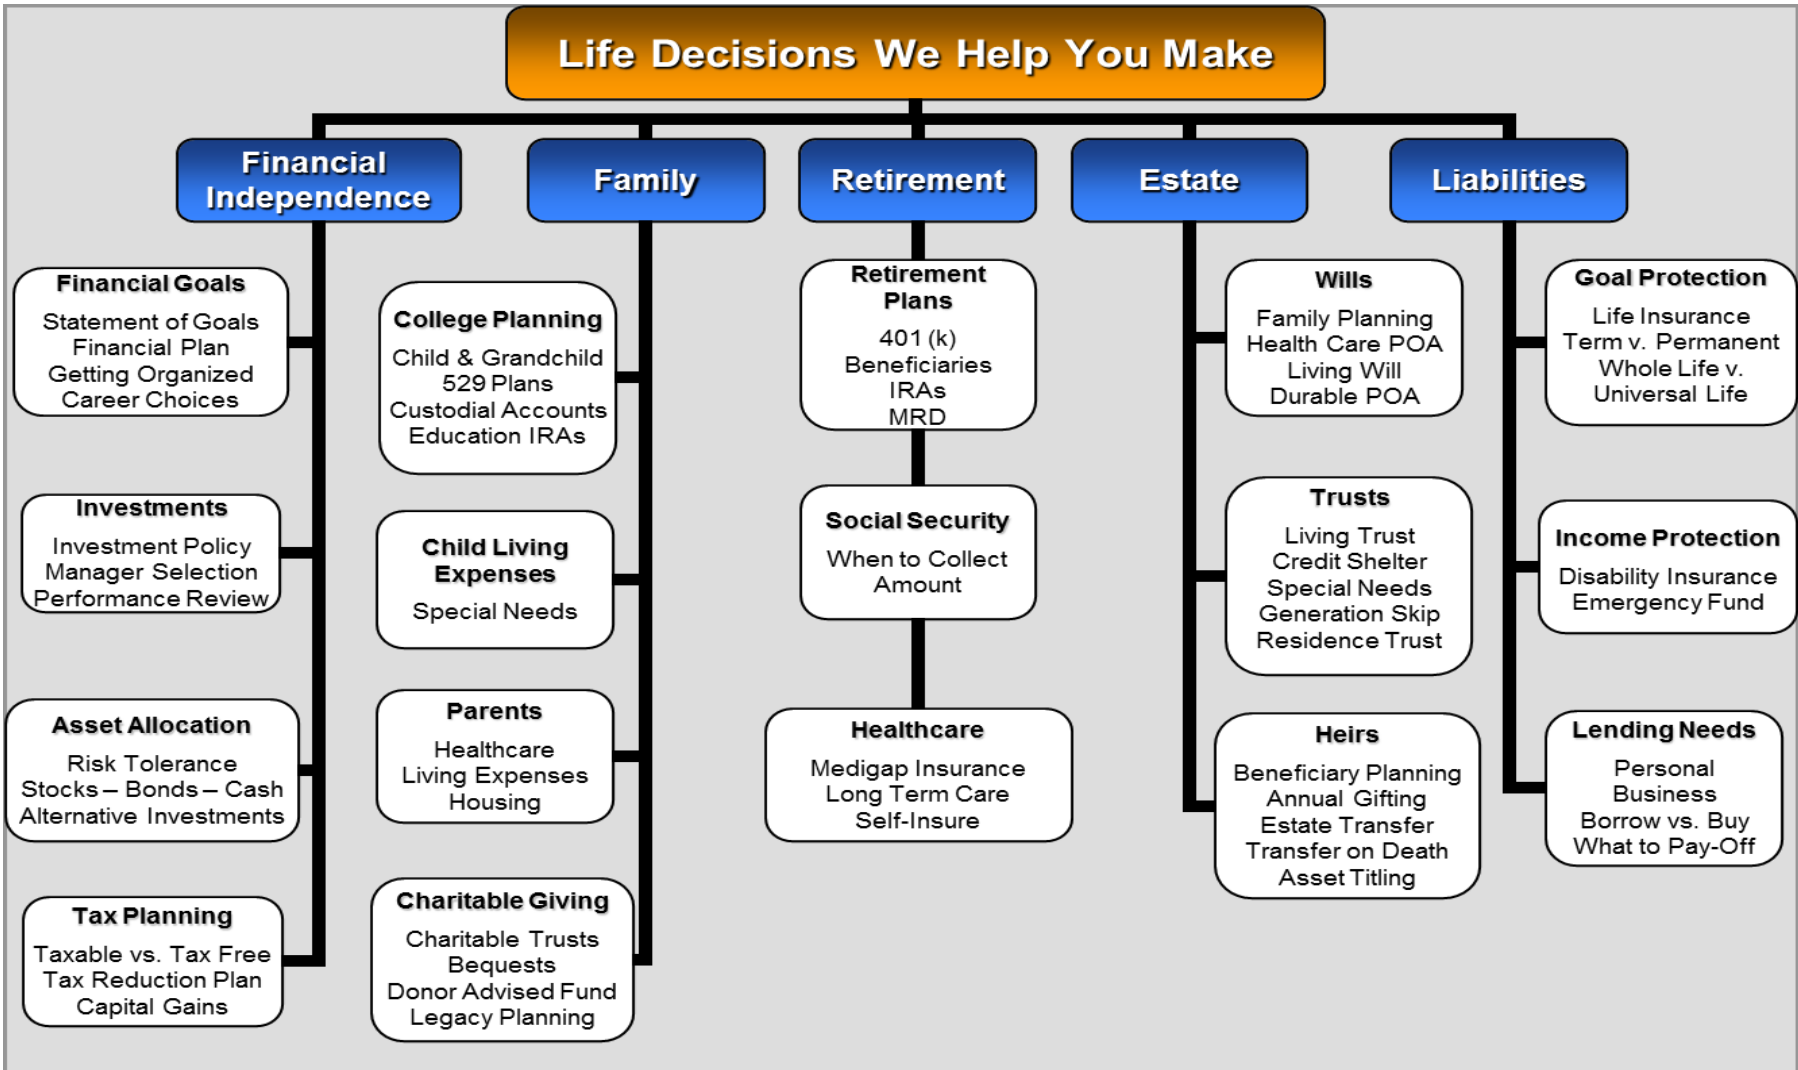 Life Decisions We Help You Make
Financial
Independence
Financial Goals
Statement of Goals
Financial Plan
Getting Organized
Career Choices
Investments
Investment Policy
Manager Selection
Performance Review
Asset Allocation
Risk Tolerance
Stocks – Bonds – Cash
Alternative Investments
Tax Planning
Taxable vs. Tax Free
Tax Reduction Plan
Capital Gains
Family
College Planning
Child & Grandchild
529 Plans
Custodial Accounts
Education IRAs
Child Living
Expenses
Special Needs
Parents
Healthcare
Living Expenses
Housing
Charitable Giving
Charitable Trusts
Bequests
Donor Advised Fund
Legacy Planning
Retirement
Retirement
Plans
401 (k)
Beneficiaries
IRAs
MRD
Social Security
When to Collect
Amount
Healthcare
Medigap Insurance
Long Term Care
Self-Insure
Estate
Wills
Family Planning
Health Care POA
Living Will
Durable POA
Trusts
Living Trust
Credit Shelter
Special Needs
Generation Skip
Residence Trust
Heirs
Beneficiary Planning
Annual Gifting
Estate Transfer
Transfer on Death
Asset Titling
Liabilities
Goal Protection
Life Insurance
Term v. Permanent
Whole Life v.
Universal Life
Income Protection
Disability Insurance
Emergency Fund
Lending Needs
Personal
Business
Borrow vs. Buy
What to Pay-Off